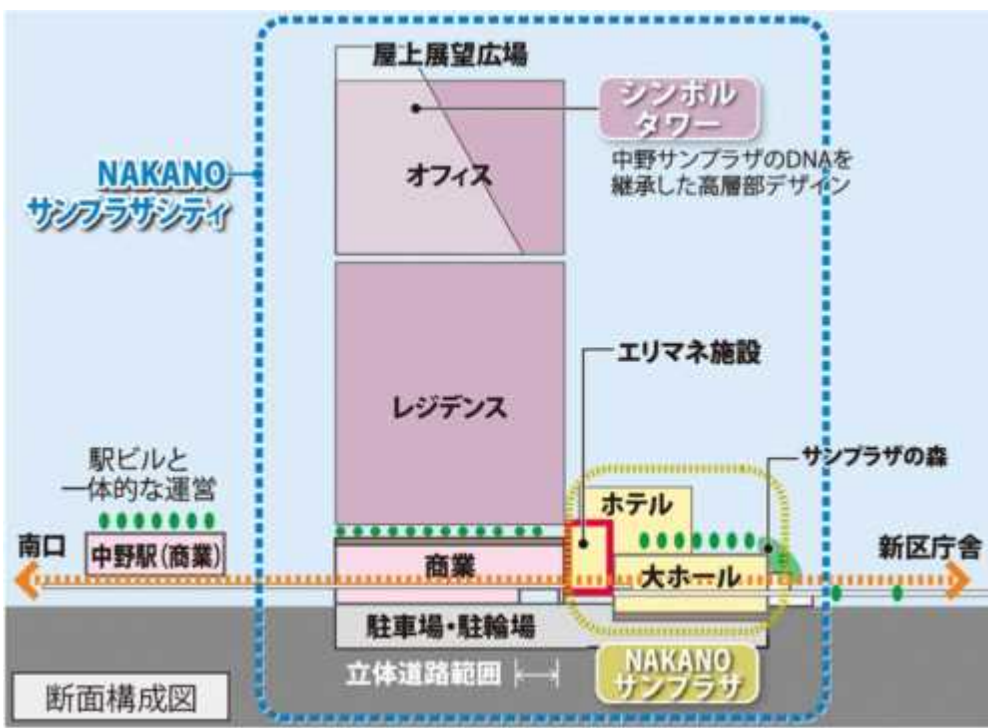 屋上展望広場
シンボル
タワー
中野サンプラザのDNAを
継承した高層部デザイン
オフィス
NAKANO
サンプラザシティ
エリマネ施設
レジデンス
サンプラザの森
駅ビルと
一体的な運営
ホテル
南口
中野駅(商業)
商業
大ホール
新区庁舎
駐車場・駐輪場
立体道路範囲
NAKANO
サンプラザ
断面構成図